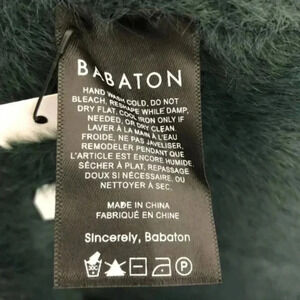 BABATON
HAND WASH COLD, DO NOT
BLEACH, RESHAPE WHILE DAMP,
DRY FLAT, COOL IRON ONLY IF
NEEDED, OR DRY CLEAN.
LAVER À LA MAIN À L'EAU
FROIDE, NE PAS JAVELISER,
REMODELER PENDANT QUE
L'ARTICLE EST ENCORE HUMIDE
SÉCHER À PLAT, REPASSAGE
DOUX SI NÉCESSAIRE, OU
NETTOYER À SEC.
MADE IN CHINA
FABRIQUÉ EN CHINE
Sincerely, Babaton